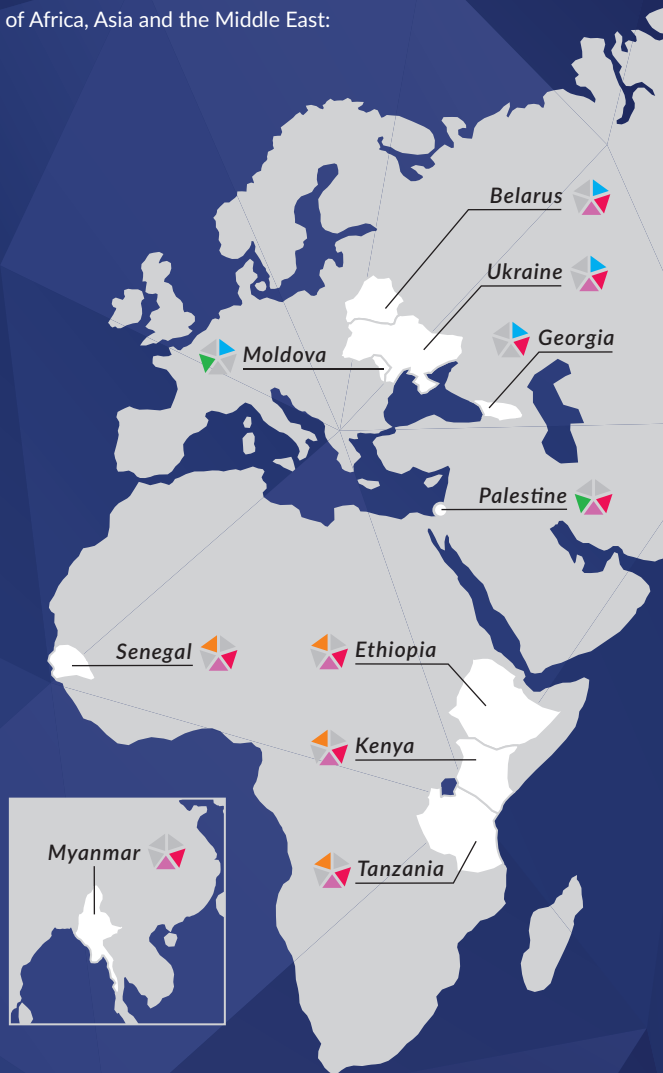 of Africa, Asia and the Middle East:
Belarus
Ukraine
Georgia
Moldova
Palestine
Senegal
Ethiopia
Kenya
Myanmar
Tanzania